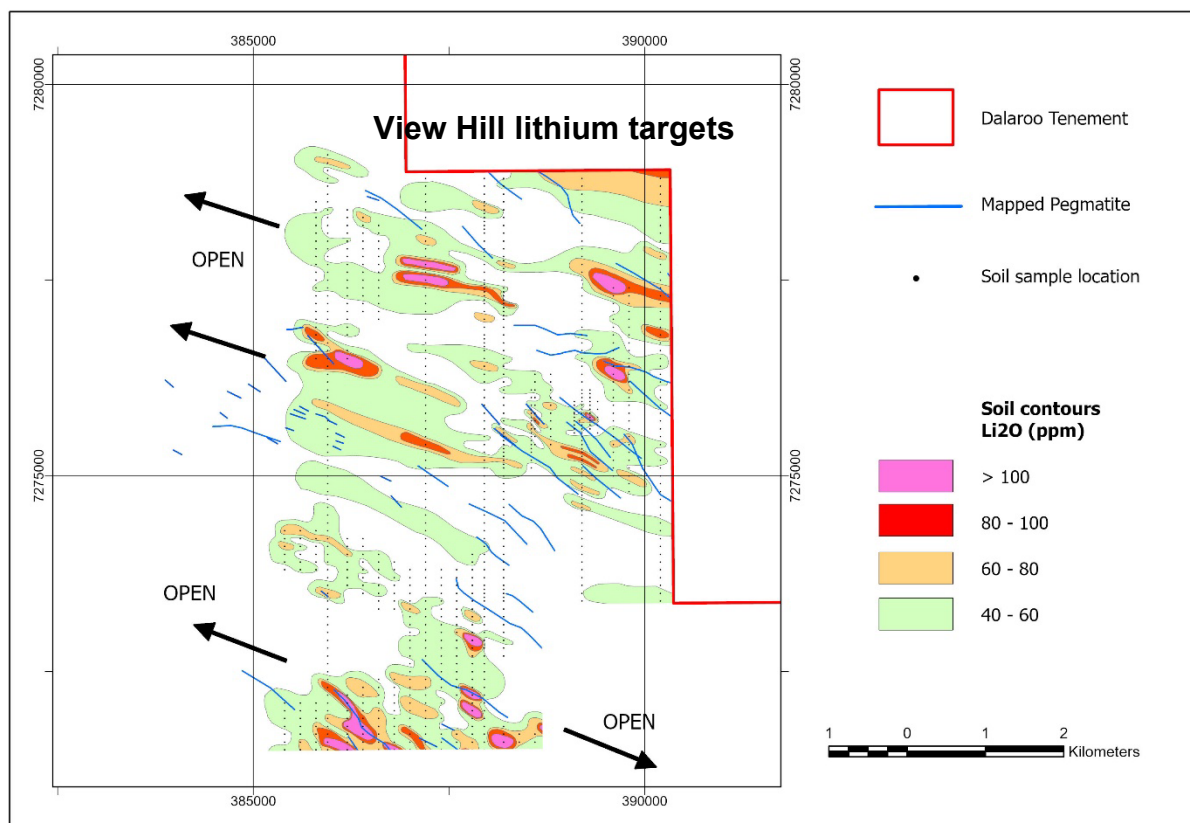 385000
390000
7280000
7280000
View Hill lithium targets
OPEN
7275000
7275000
OPEN
OPEN
385000
390000
Dalaroo Tenement
Mapped Pegmatite
Soil sample location
Soil contours
Li2O (ppm)
> 100
80 - 100
60 - 80
40 - 60
1 0 1 2
Kilometers